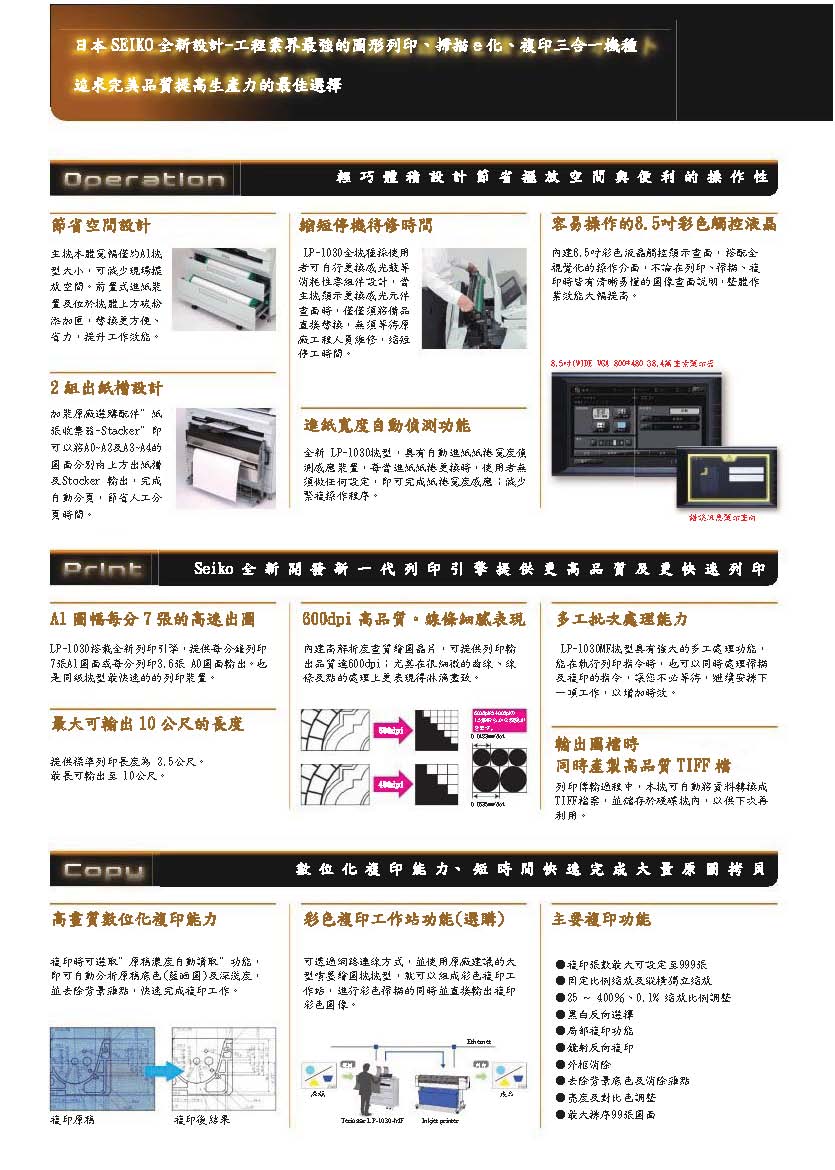 日本 SEIKO 全新設計-工程業界最強的圖形列印、掃描 e 化、複印三合一機種
追求完美品質提高生產力的最佳選擇
Operation
輕巧體積設計節省擺放空間與便利的操作性
節省空間設計
主機本體寬幅僅約A1機
型大小，可減少現場擺
放空間。前置式進紙裝
置及位於機體上方碳粉
添加匣，替換更方便、
省力，提升工作效能。
2 組出紙槽設計
加裝原廠選購配件"紙
張收集器-Stacker"即
可以將A0~A2及A3~A4的
圖面分別向上方出紙槽
及Stocker 輸出，完成
自動分頁，節省人工分
頁時間。
縮短停機待修時間
LP-1030全機種採使用
者可自行更換感光鼓等
消耗性零組件設計，當
主機顯示更換感光元件
畫面時，僅僅須將備品
直接替換，無須等待原
廠工程人員維修，縮短
停工時間。
進紙寬度自動偵測功能
全新 LP-1030機型，具有自動進紙紙捲寬度偵
測感應裝置，每當進紙紙捲更換時，使用者無
須做任何設定，即可完成紙捲寬度感應；減少
繁複操作程序。
容易操作的8.5吋彩色觸控液晶
內建8.5吋彩色液晶觸控顯示畫面，搭配全
視覺化的操作介面，不論在列印、掃描、複
印時皆有清晰易懂的圖像畫面說明，整體作
業效能大幅提高。
8.5吋(WIDE VGA 800*480 38.4萬畫素顯示器
錯誤訊息顯示畫面
Print
Seiko 全新開發新一代列印引擎提供更高品質及更快速列印
A1 圖幅每分 7 張的高速出圖
LP-1030搭載全新列印引擎，提供每分鐘列印
7張A1圖面或每分列印3.6張 A0圖面輸出。也
是同級機型最快速的的列印裝置。
最大可輸出 10 公尺的長度
提供標準列印長度為 2.5公尺。
最長可輸出至 10公尺。
600dpi 高品質。線條細膩表現
內建高解析度畫質繪圖晶片，可提供列印輸
出品質達600dpi；尤其在很細微的曲線、線
條及點的處理上更表現得淋漓盡致。
600dpi
400dpi
多工批次處理能力
LP-1030MF機型具有強大的多工處理功能，
能在執行列印指令時，也可以同時處理掃描
及複印的指令，讓您不必等待，繼續安排下
一項工作，以增加時效。
輸出圖檔時
同時產製高品質 TIFF 檔
列印傳輸過程中，本機可自動將資料轉換成
TIFF檔案，並儲存於硬碟機內，以供下次再
利用。
Copy
數位化複印能力、短時間快速完成大量原圖拷貝
高畫質數位化複印能力
複印時可選取"原稿濃度自動讀取"功能，
即可自動分析原稿底色(藍晒圖)及深淺度，
並去除背景雜點，快速完成複印工作。
複印原稿
複印後結果
彩色複印工作站功能(選購)
可透過網路連線方式，並使用原廠建議的大
型噴墨繪圖機機型，就可以組成彩色複印工
作站，進行彩色掃描的同時並直接輸出複印
彩色圖像。
Ethernet
原稿
成品
Teriostar LP-1030-MF
Inkjet printer
主要複印功能
●複印張數最大可設定至999張
●固定比例縮放及縱橫獨立縮放
●25 ~ 400%、0.1% 縮放比例調整
●黑白反向選擇
●局部複印功能
●鏡射反向複印
●外框消除
●去除背景底色及消除雜點
●亮度及對比色調整
●最大排序99張圖面